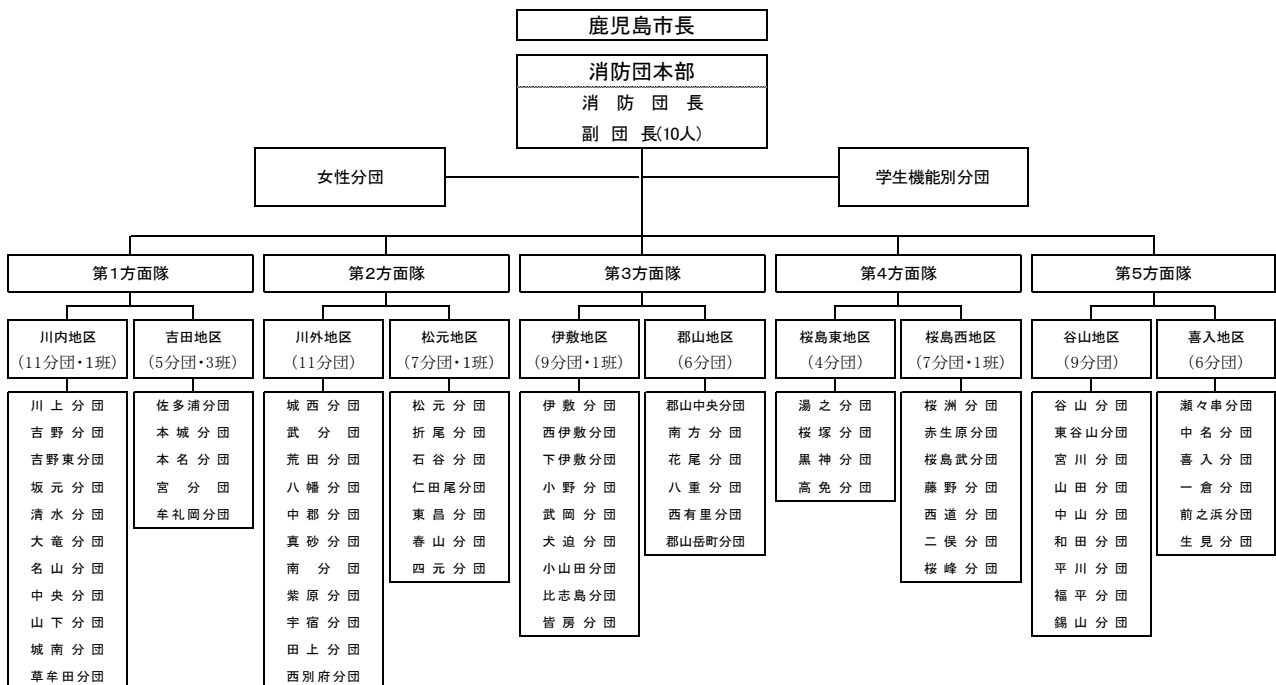 鹿児島市長
消防団本部
消防団長
副団長(10人)
女性分団
学生機能別分団
第1方面隊
第2方面隊
第3方面隊
第4方面隊
第5方面隊
川内地区
(11分団・1班)
吉田地区
(5分団・3班)
川外地区
(11分団)
松元地区
(7分団・1班)
伊敷地区
(9分団・1班)
郡山地区
(6分団)
桜島東地区
(4分団)
桜島西地区
(7分団・1班)
谷山地区
(9分団)
喜入地区
(6分団)
川上分団
吉野分団
吉野東分団
坂元分団
清水分団
大竜分団
名山分団
中央分団
山下分団
城南分団
草牟田分団
佐多浦分団
本城分団
本名分団
宮分団
牟礼岡分団
城西分団
武分団
荒田分団
八幡分団
中郡分団
真砂分団
南分団
紫原分団
宇宿分団
田上分団
西別府分団
松元分団
折尾分団
石谷分団
仁田尾分団
東昌分団
春山分団
四元分団
伊敷分団
西伊敷分団
下伊敷分団
小野分団
武岡分団
犬迫分団
小山田分団
比志島分団
皆房分団
郡山中央分団
南方分団
花尾分団
八重分団
西有里分団
郡山岳町分団
湯之分団
桜塚分団
黒神分団
高免分団
桜洲分団
赤生原分団
桜島武分団
藤野分団
西道分団
二俣分団
桜峰分団
谷山分団
東谷山分団
宮川分団
山田分団
中山分団
和田分団
平川分団
福平分団
錫山分団
瀬々串分団
中名分団
喜入分団
一倉分団
前之浜分団
生見分団